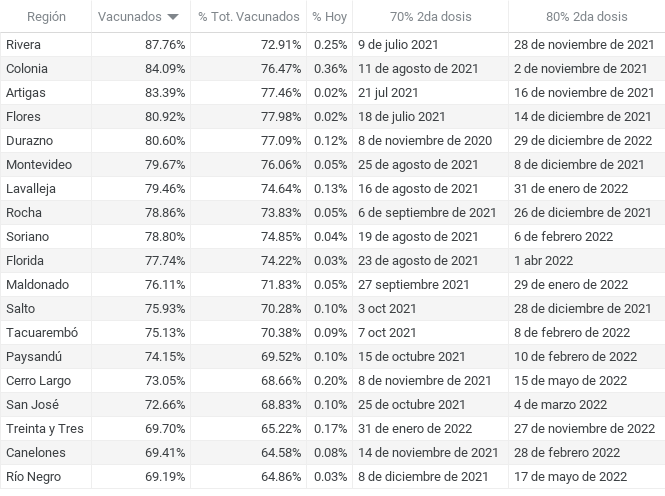 Región Vacunados % Tot. Vacunados % Hoy 70% 2da dosis 80% 2da dosis
Rivera 87.76% 72.91% 0.25% 9 de julio 2021 28 de noviembre de 2021
Colonia 84.09% 76.47% 0.36% 11 de agosto de 2021 2 de noviembre de 2021
Artigas 83.39% 77.46% 0.02% 21 jul 2021 16 de noviembre de 2021
Flores 80.92% 77.98% 0.02% 18 de julio 2021 14 de diciembre de 2021
Durazno 80.60% 77.09% 0.12% 8 de noviembre de 2020 29 de diciembre de 2022
Montevideo 79.67% 76.06% 0.05% 25 de agosto de 2021 8 de diciembre de 2021
Lavalleja 79.46% 74.64% 0.13% 16 de agosto de 2021 31 de enero de 2022
Rocha 78.86% 73.83% 0.05% 6 de septiembre de 2021 26 de diciembre de 2021
Soriano 78.80% 74.85% 0.04% 19 de agosto de 2021 6 de febrero 2022
Florida 77.74% 74.22% 0.03% 23 de agosto de 2021 1 abr 2022
Maldonado 76.11% 71.83% 0.05% 27 septiembre 2021 29 de enero de 2022
Salto 75.93% 70.28% 0.10% 3 oct 2021 28 de diciembre de 2021
Tacuarembó 75.13% 70.38% 0.09% 7 oct 2021 8 de febrero de 2022
Paysandú 74.15% 69.52% 0.10% 15 de octubre 2021 10 de febrero de 2022
Cerro Largo 73.05% 68.66% 0.20% 8 de noviembre de 2021 15 de mayo de 2022
San José 72.66% 68.83% 0.10% 25 de octubre 2021 4 de marzo 2022
Treinta y Tres 69.70% 65.22% 0.17% 31 de enero de 2022 27 de noviembre de 2022
Canelones 69.41% 64.58% 0.08% 14 de noviembre de 2021 28 de febrero 2022
Río Negro 69.19% 64.86% 0.03% 8 de diciembre de 2021 17 de mayo de 2022